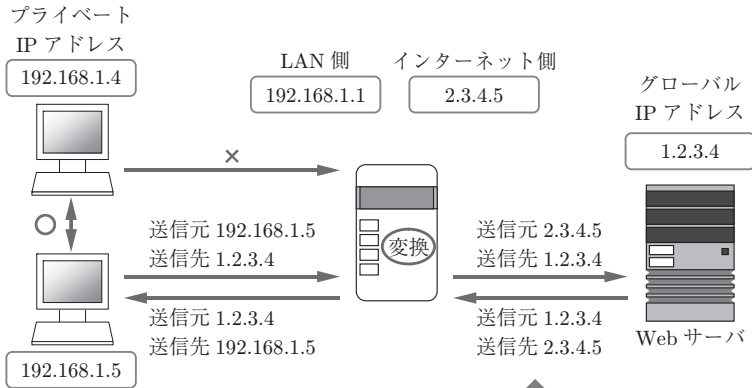 プライベート
IP アドレス
192.168.1.4
LAN 側
192.168.1.1
インターネット側
2.3.4.5
グローバル
IP アドレス
1.2.3.4
×
○
送信元 192.168.1.5
送信先 1.2.3.4
変換
送信元 2.3.4.5
送信先 1.2.3.4
送信元 1.2.3.4
送信先 192.168.1.5
送信元 1.2.3.4
送信先 2.3.4.5
Web サーバ
192.168.1.5